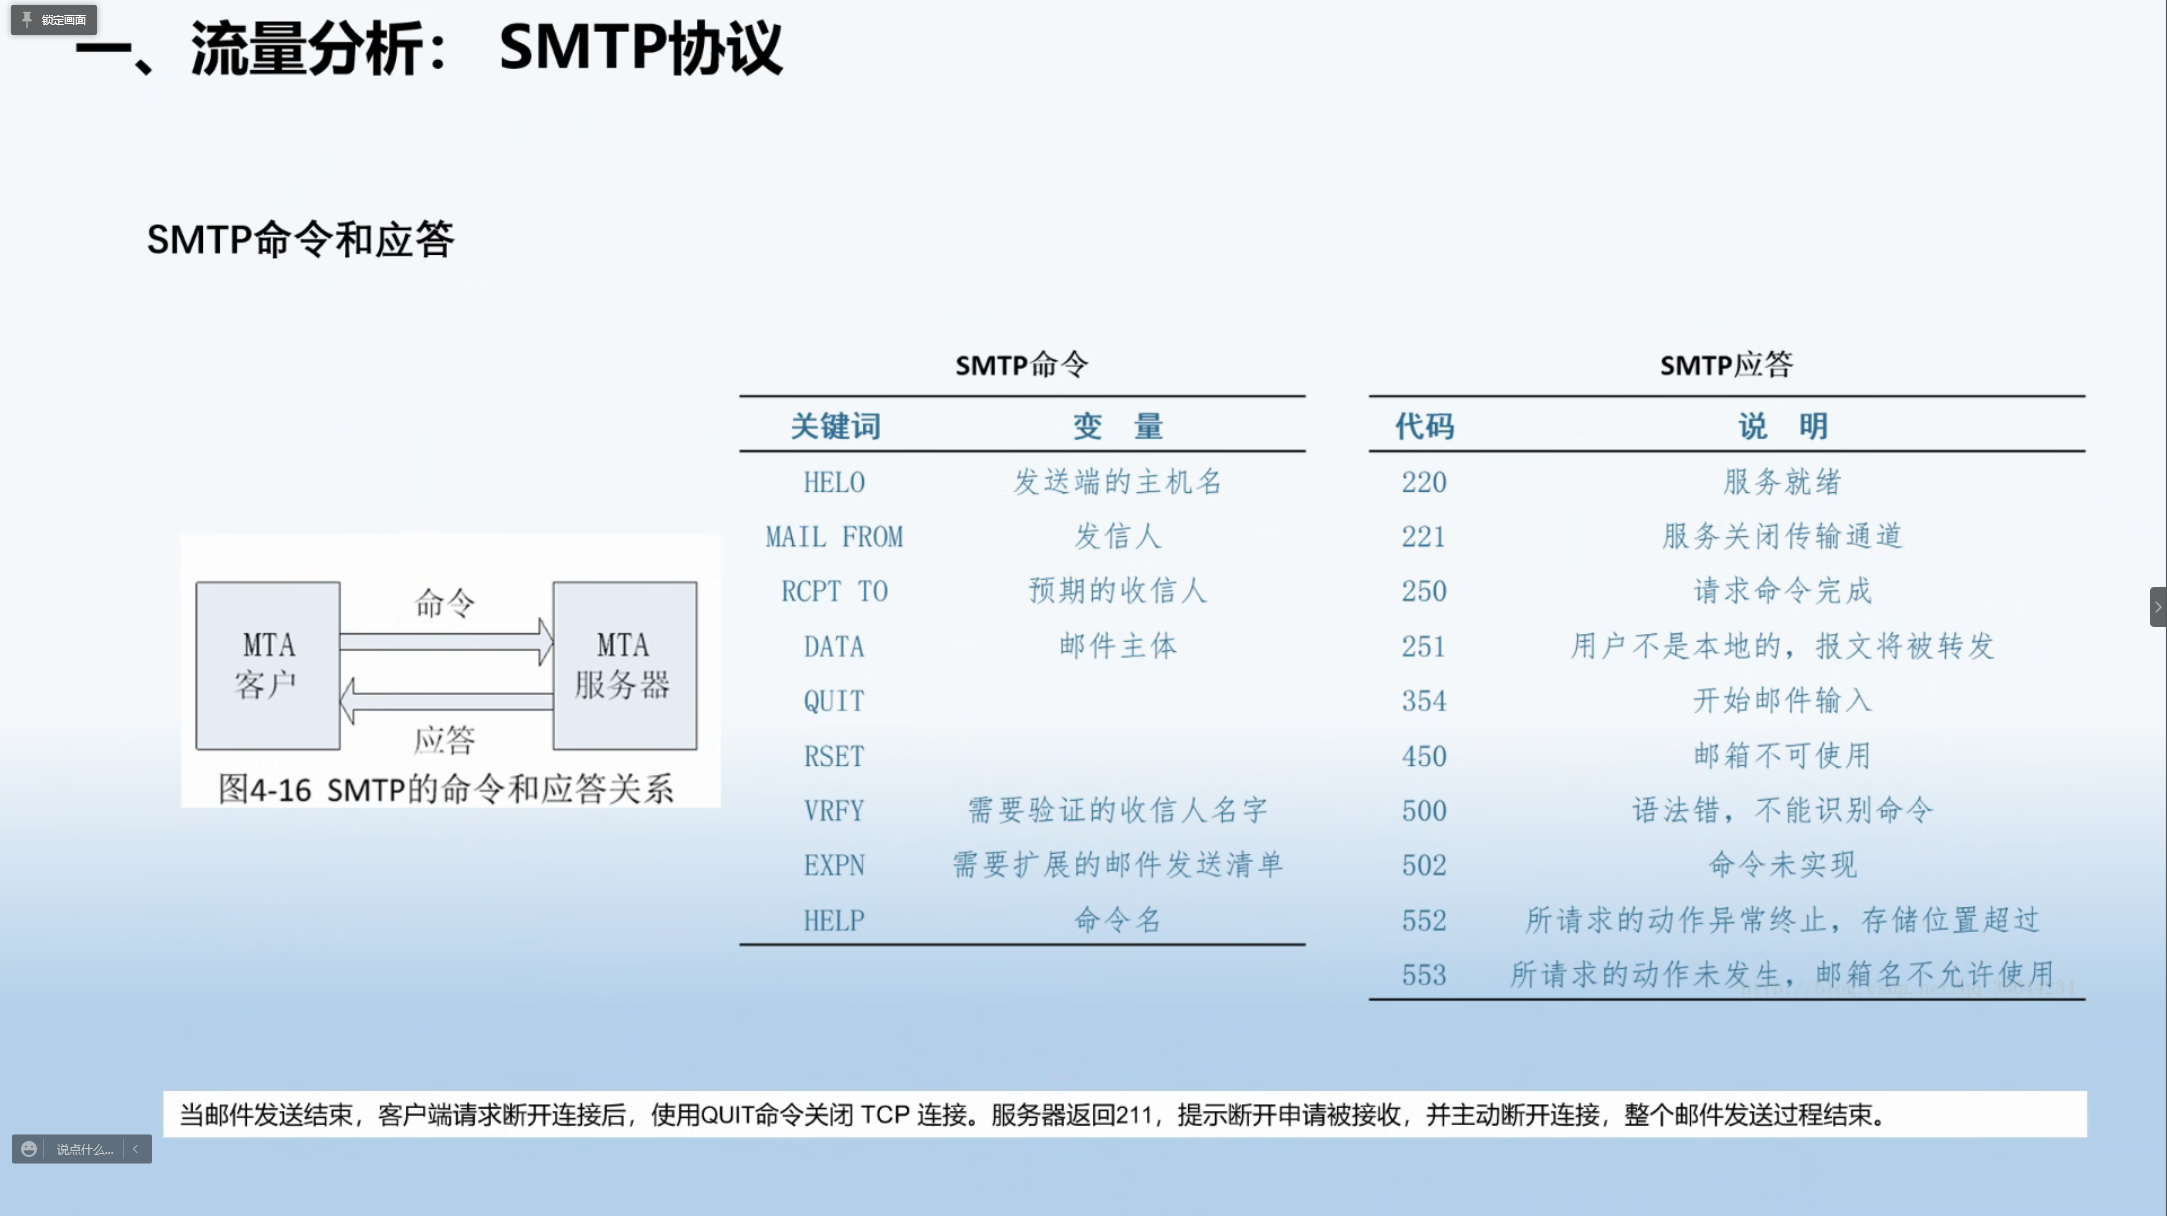 锁定画面
一、流量分析： SMTP协议
SMTP命令和应答
命令
MTA
客户
MTA
服务器
应答
图4-16 SMTP的命令和应答关系
SMTP命令
关键词 变 量
HELO 发送端的主机名
MAIL FROM 发信人
RCPT TO 预期的收信人
DATA 邮件主体
QUIT
RSET
VRFY 需要验证的收信人名字
EXPN 需要扩展的邮件发送清单
HELP 命令名
SMTP应答
代码 说 明
220 服务就绪
221 服务关闭传输通道
250 请求命令完成
251 用户不是本地的，报文将被转发
354 开始邮件输入
450 邮箱不可使用
500 语法错，不能识别命令
502 命令未实现
552 所请求的动作异常终止，存储位置超过
553 所请求的动作未发生，邮箱名不允许使用
当邮件发送结束，客户端请求断开连接后，使用QUIT命令关闭 TCP 连接。服务器返回211，提示断开申请被接收，并主动断开连接，整个邮件发送过程结束。
说点什么...